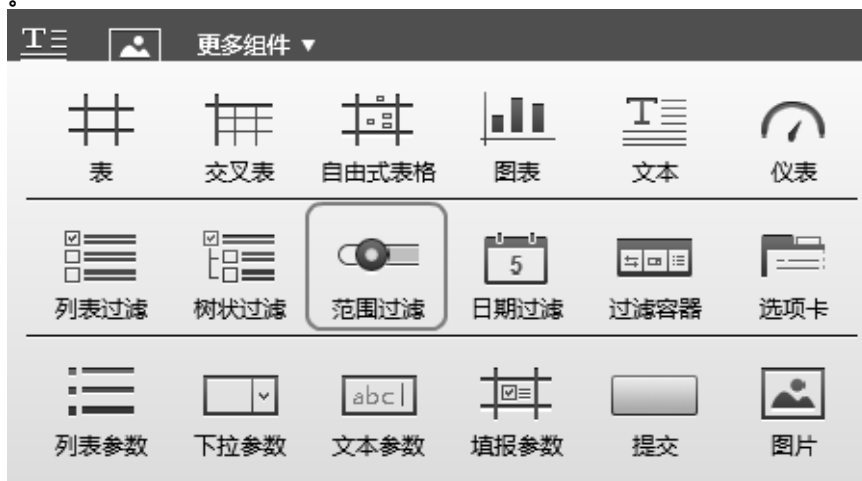 。
T 更多组件 ▼
表 交叉表 自由式表格 图表 T 文本 仪表
5
列表过滤 树状过滤 范围过滤 日期过滤 过滤容器 选项卡
abc
列表参数 下拉参数 文本参数 填报参数 提交 图片